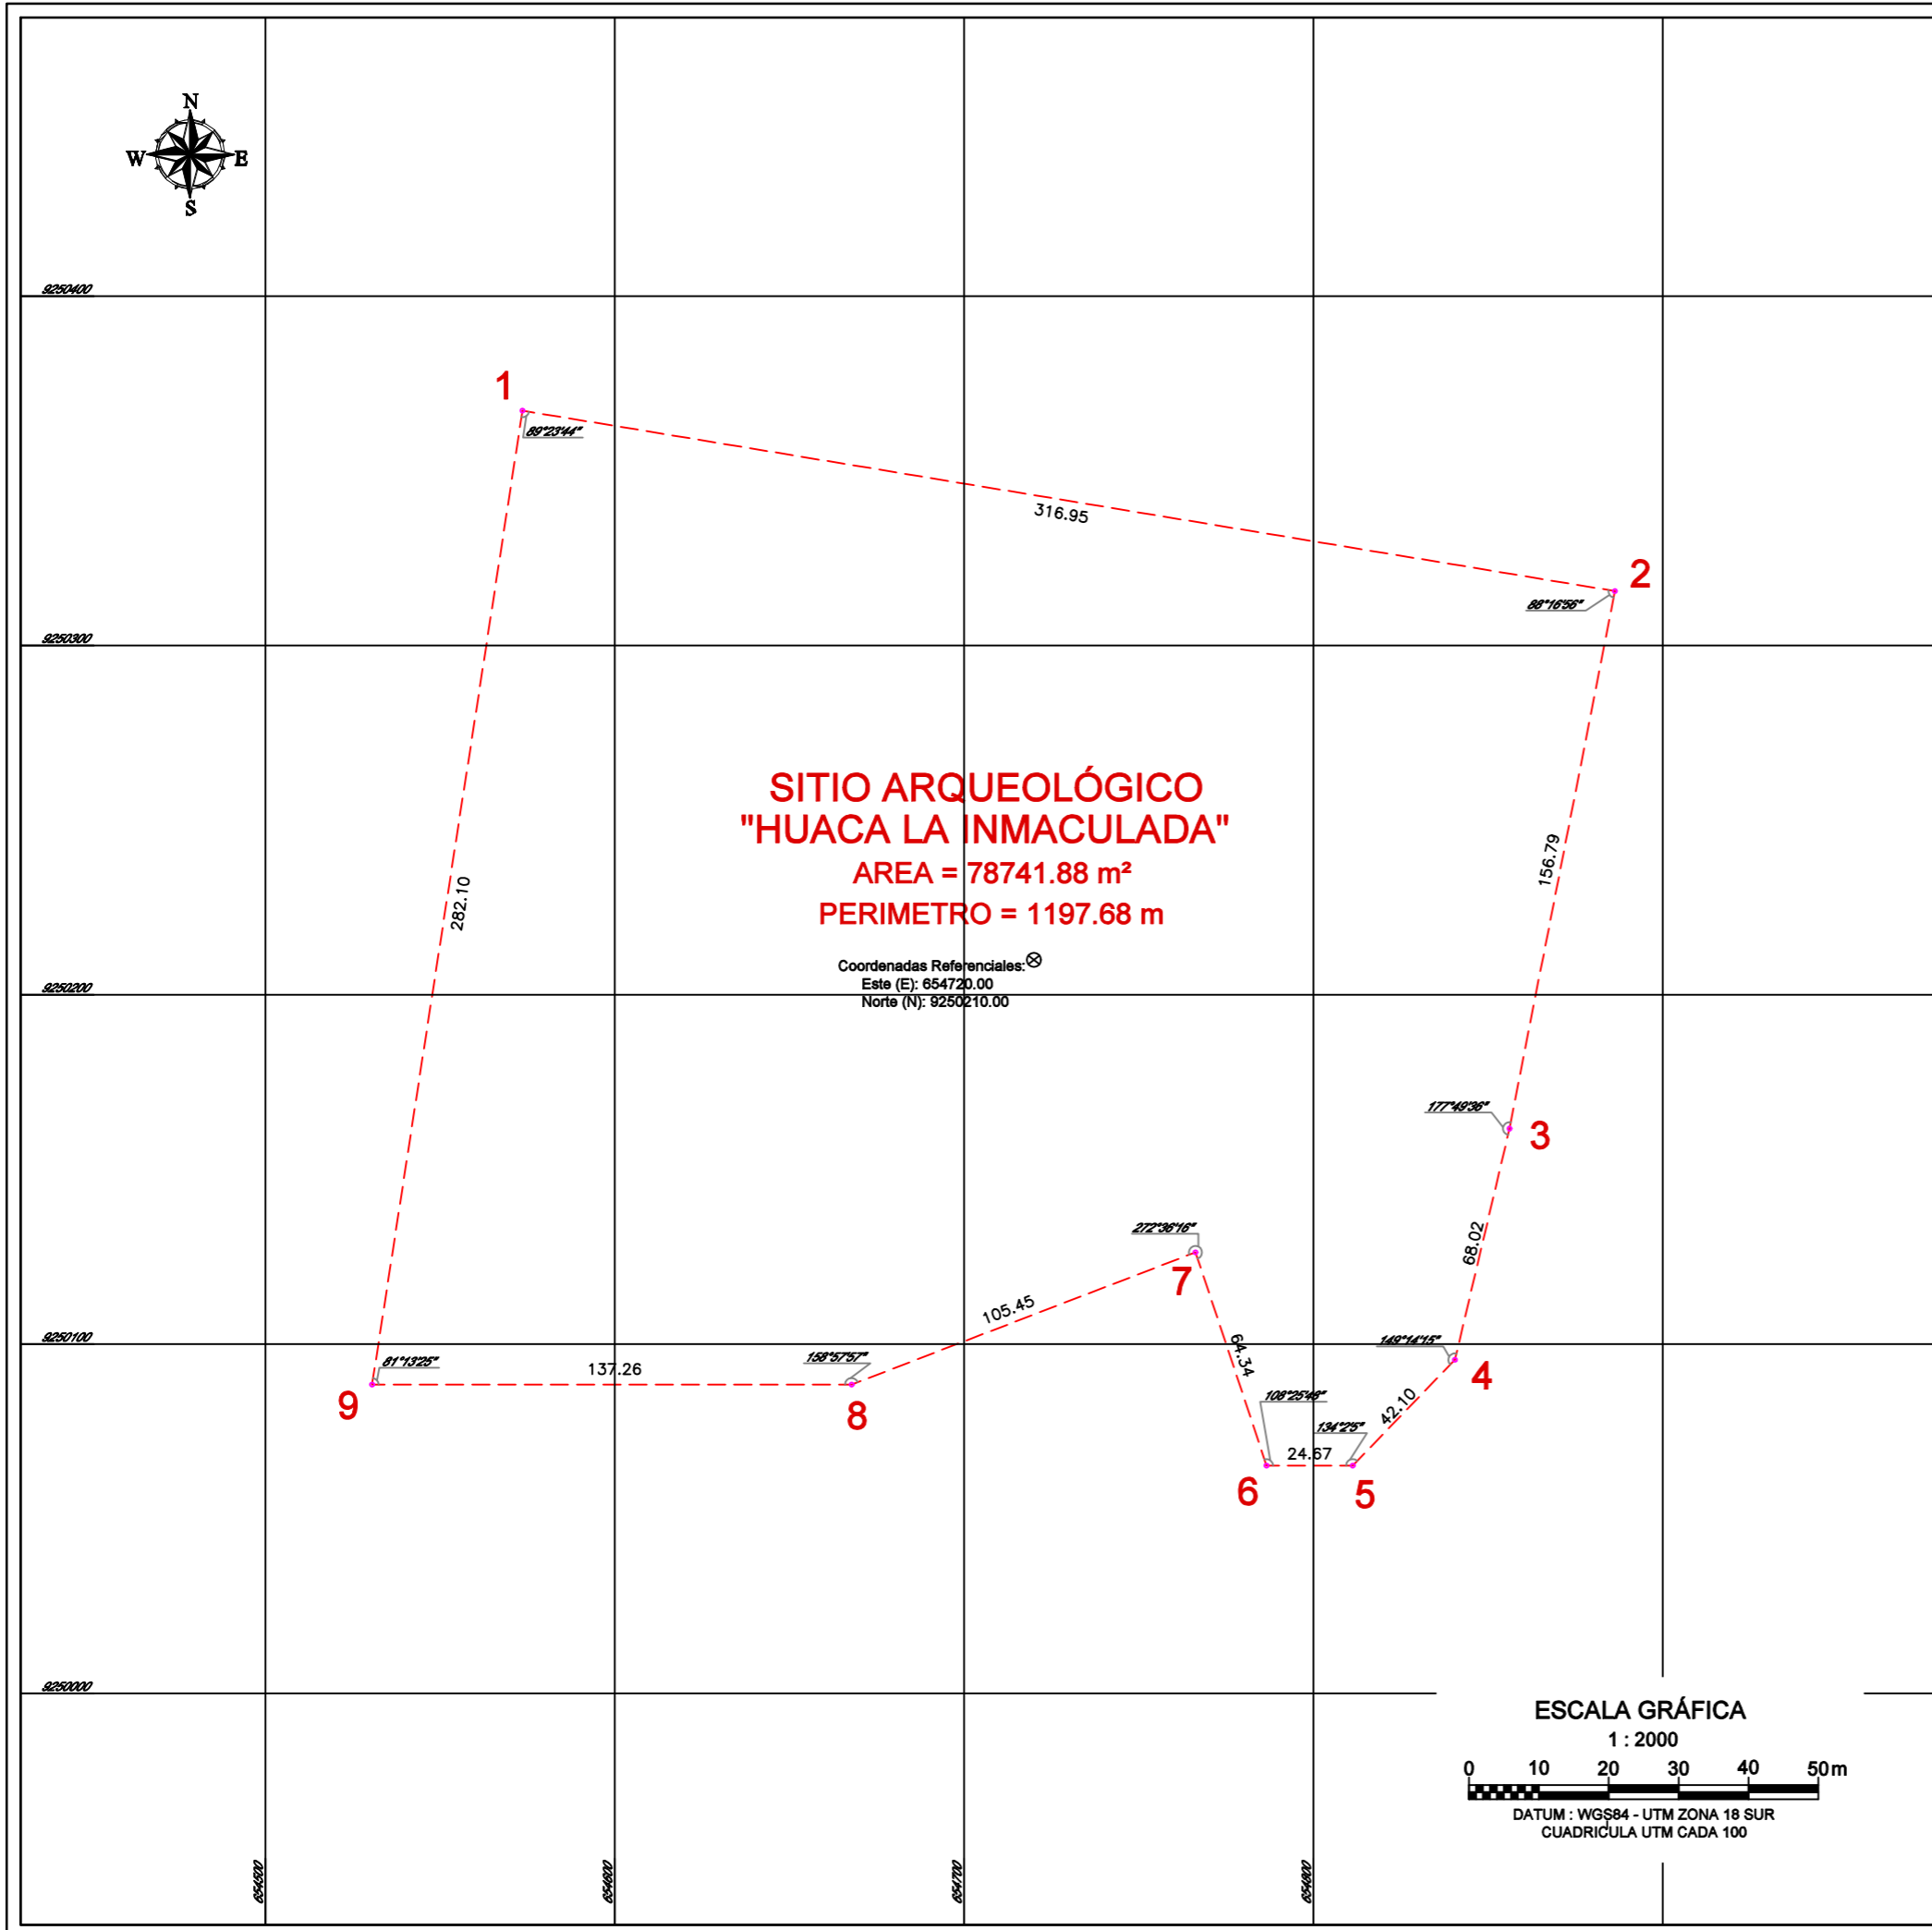 N
W E
S
9250400
1
89°23'44"
316.95
2
88°16'56"
9250300
SITIO ARQUEOLÓGICO
"HUACA LA INMACULADA"
AREA = 78741.88 m²
PERIMETRO = 1197.68 m
282.10
156.79
Coordenadas Referenciales:
Este (E): 654720.00
Norte (N): 9250210.00
9250200
177°49'36"
3
272°36'16"
7
68.02
105.45
64.34
9250100
149°14'15"
4
81°13'25"
137.26
158°57'57"
9
8
108°25'46"
42.10
134°2'5"
24.67
6
5
9250000
ESCALA GRÁFICA
1 : 2000
0 10 20 30 40 50m
DATUM : WGS84 - UTM ZONA 18 SUR
CUADRICULA UTM CADA 100
654500
654600
654700
654800